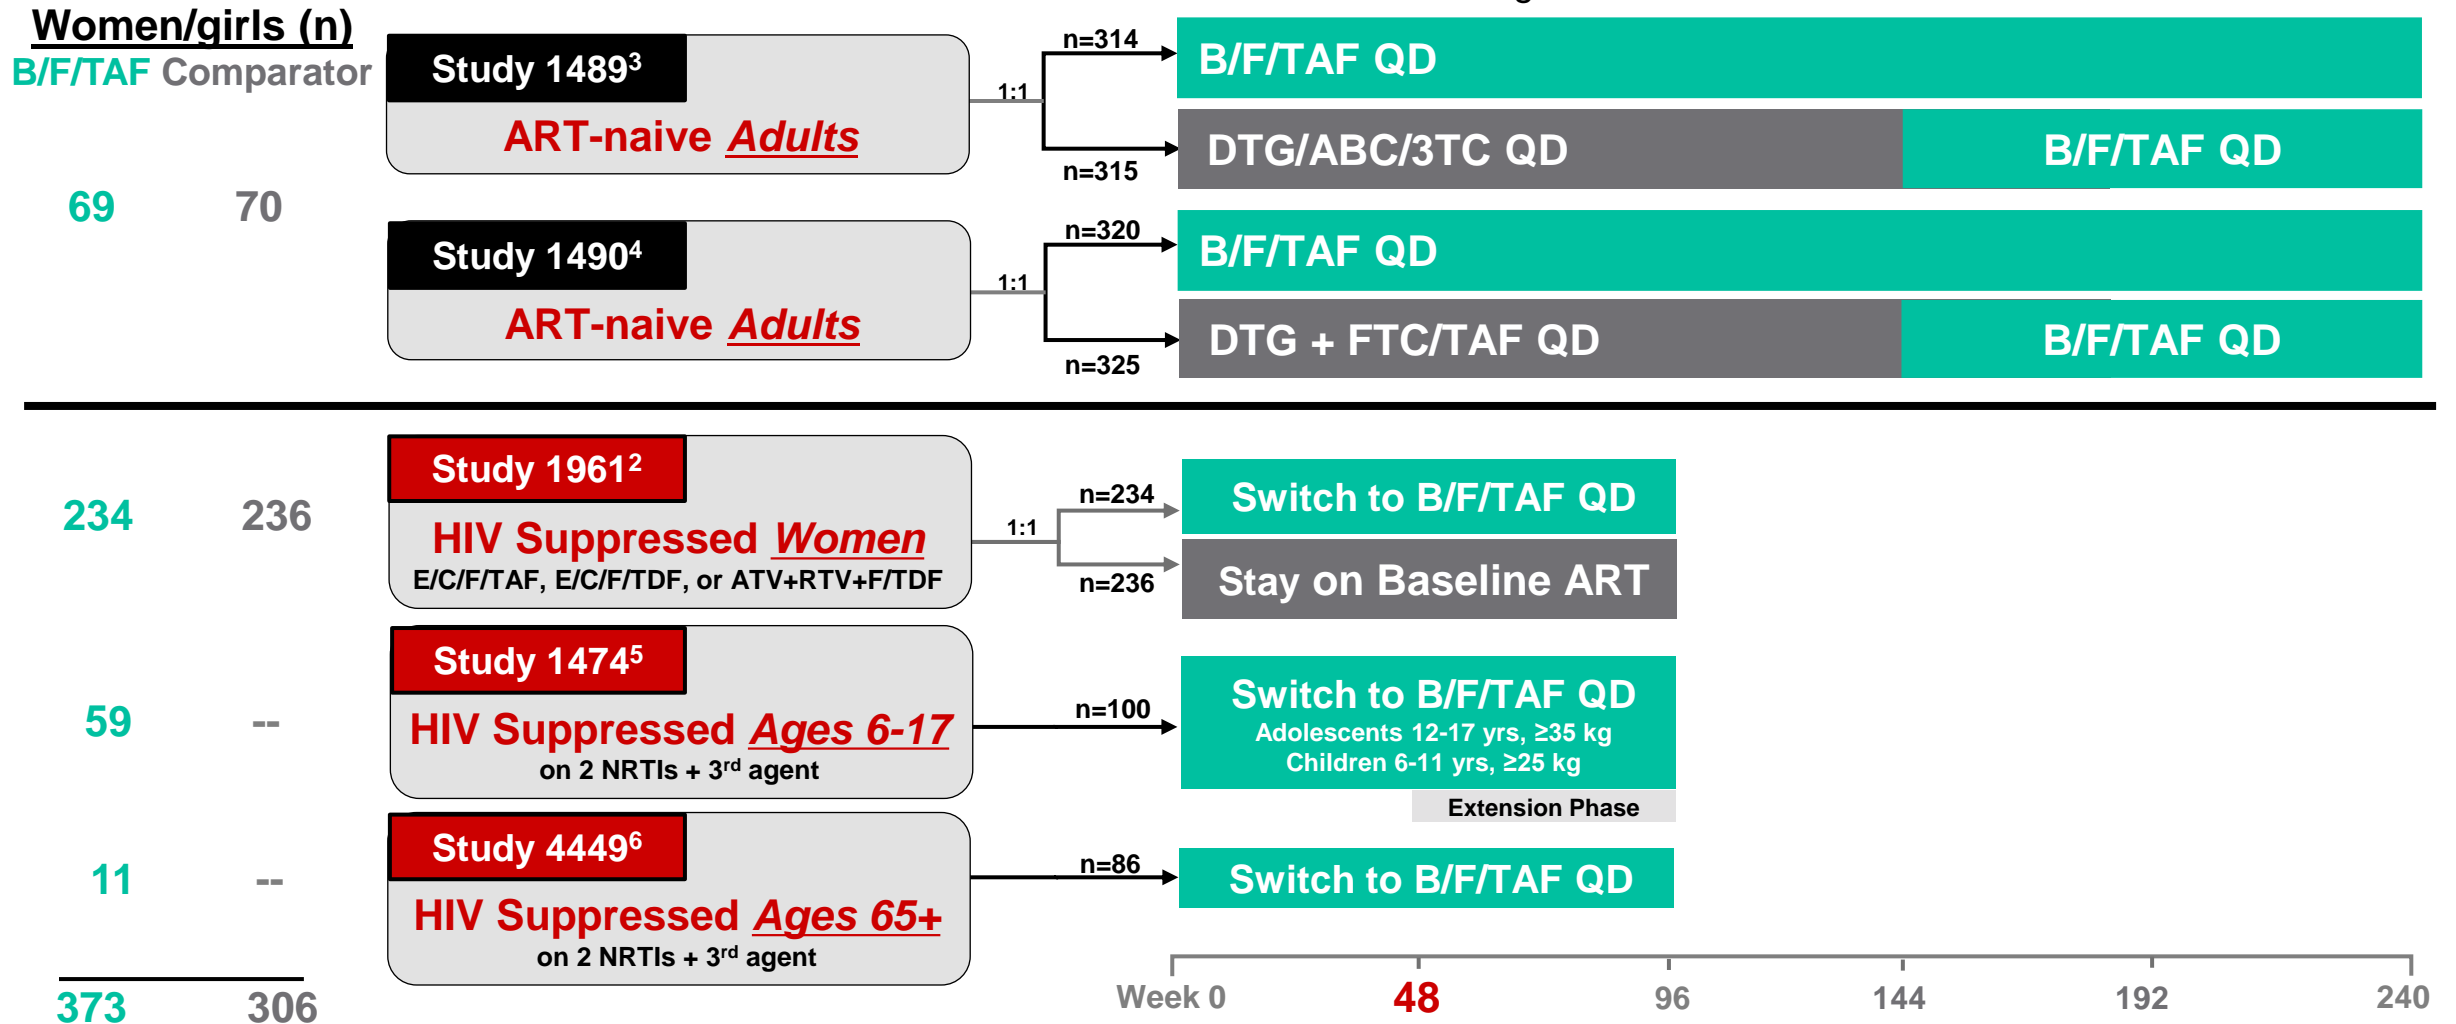 Women/girls (n)
B/F/TAF Comparator
69 70
Study 1489³
ART-naive Adults
1:1
n=314
n=315
B/F/TAF QD
DTG/ABC/3TC QD
B/F/TAF QD
Study 1490⁴
ART-naive Adults
1:1
n=320
n=325
B/F/TAF QD
DTG + FTC/TAF QD
B/F/TAF QD
234 236
Study 1961²
HIV Suppressed Women
E/C/F/TAF, E/C/F/TDF, or ATV+RTV+F/TDF
1:1
n=234
n=236
Switch to B/F/TAF QD
Stay on Baseline ART
59 --
Study 1474⁵
HIV Suppressed Ages 6-17
on 2 NRTIs + 3rd agent
n=100
Switch to B/F/TAF QD
Adolescents 12-17 yrs, ≥35 kg
Children 6-11 yrs, ≥25 kg
Extension Phase
11 --
Study 4449⁶
HIV Suppressed Ages 65+
on 2 NRTIs + 3rd agent
n=86
Switch to B/F/TAF QD
373 306
Week 0 48 96 144 192 240